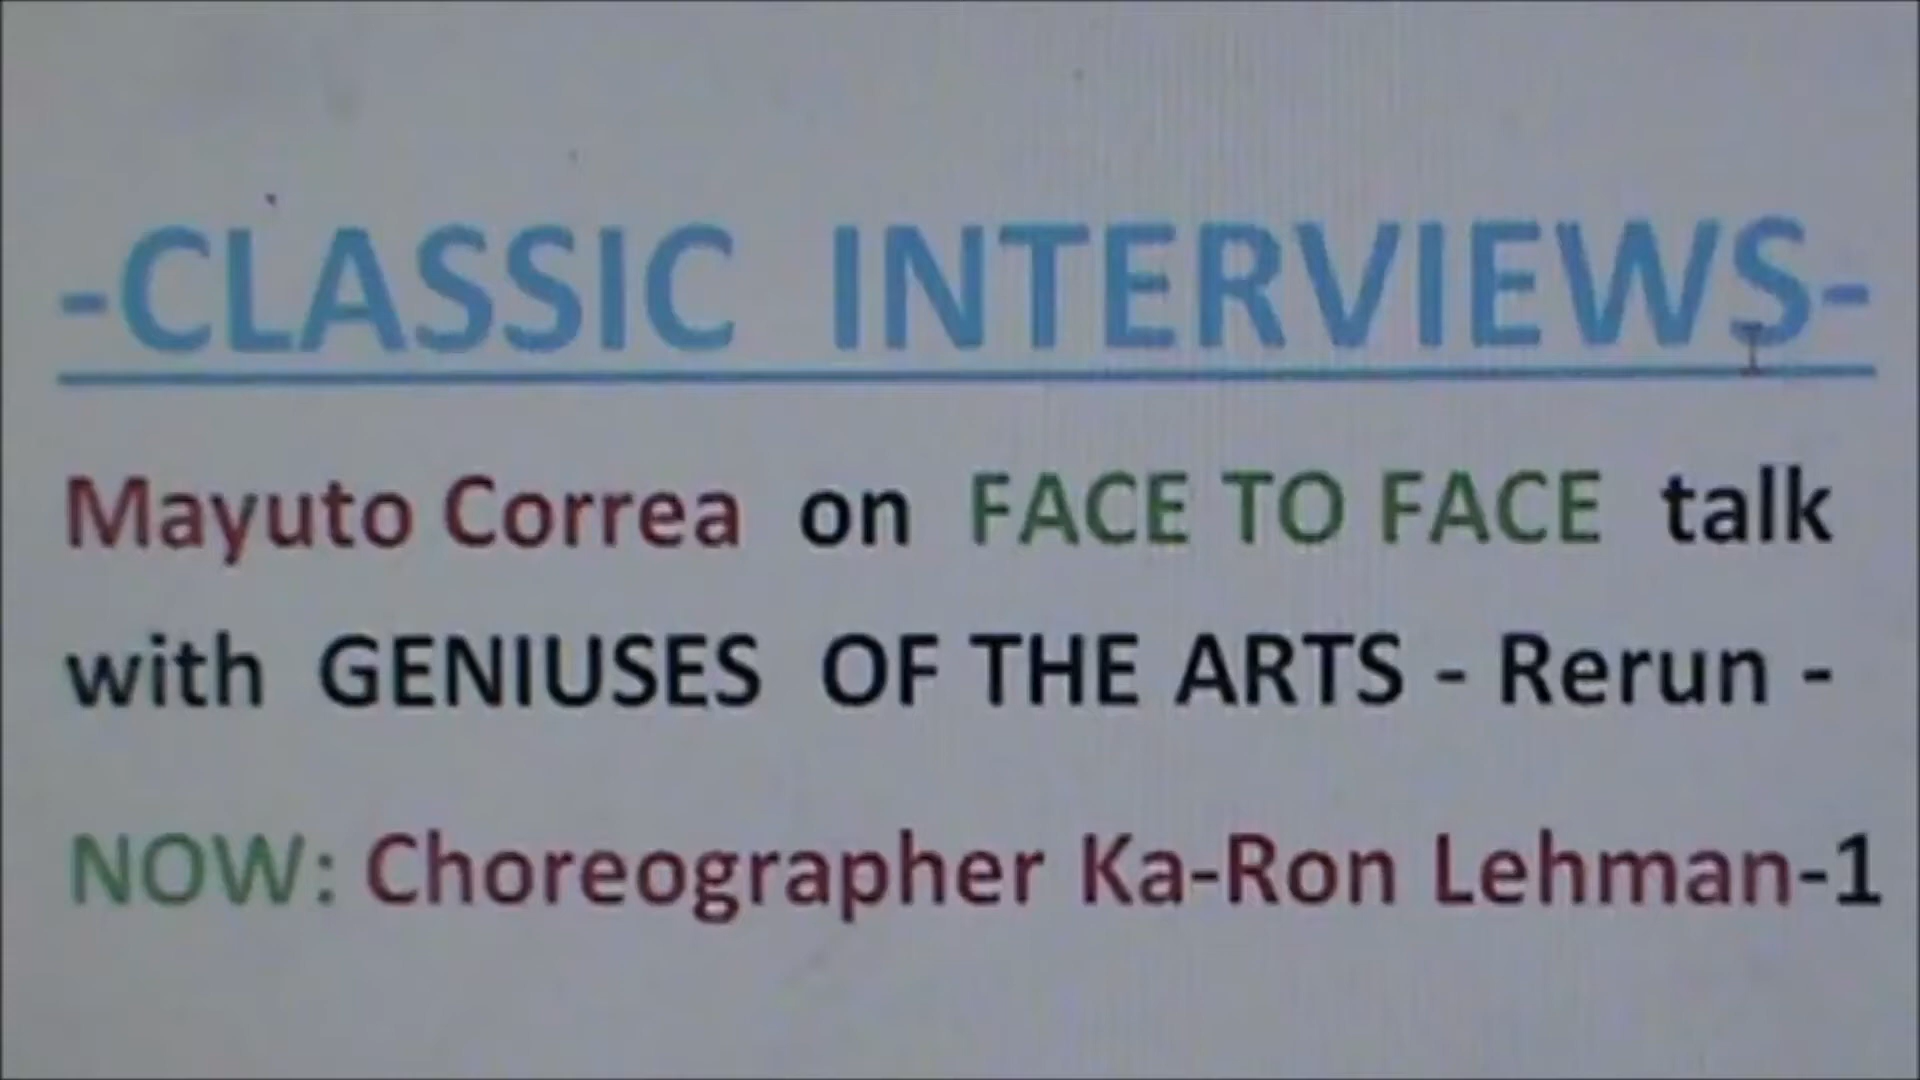 -CLASSIC INTERVIEWS-
Mayuto Correa on FACE TO FACE talk
with GENIUSES OF THE ARTS - Rerun -
NOW: Choreographer Ka-Ron Lehman-1